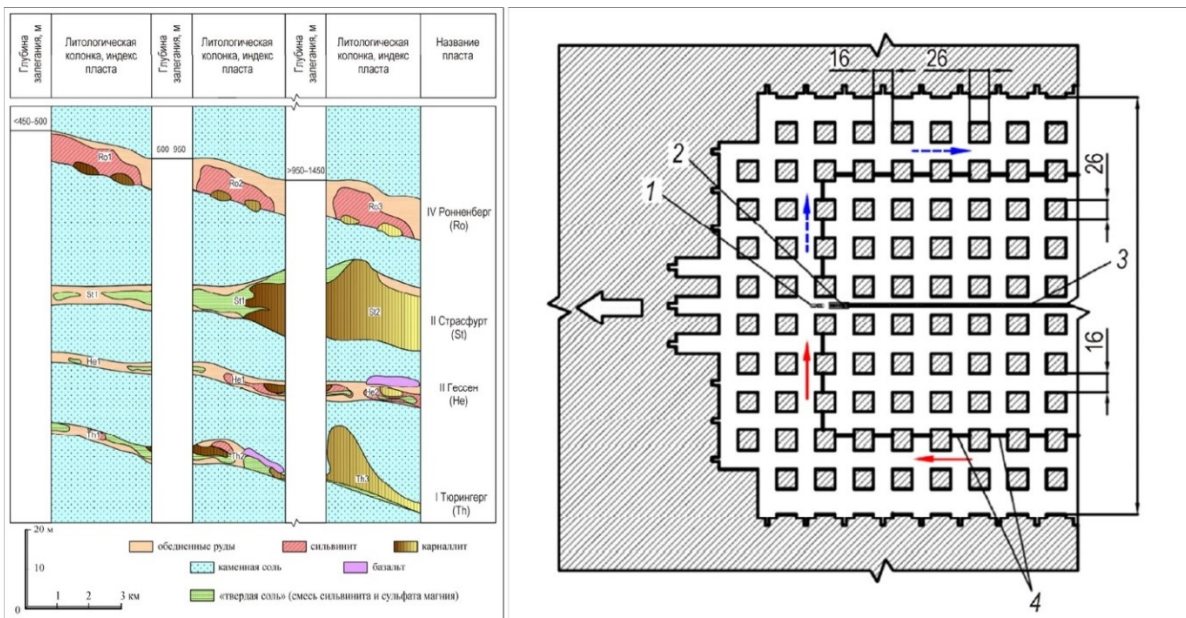 Глубина
залегания, м
Литологическая
колонка, индекс
пласта
Глубина
залегания, м
Литологическая
колонка, индекс
пласта
Глубина
залегания, м
Литологическая
колонка, индекс
пласта
Название
пласта
<450–500
500 950
>950–1450
Ro1
Ro2
Ro3
IV Ронненберг
(Ro)
St1
St1
St2
II Страсфурт
(St)
He1
He1
He2
II Гессен
(He)
Th1
Th2
Th3
I Тюрингерг
(Th)
20 м
10
0
1
2
3 км
обедненные руды
сильвинит
карналлит
каменная соль
базальт
«твердая соль» (смесь сильвинита и сульфата магния)
16
26
2
1
26
3
16
4